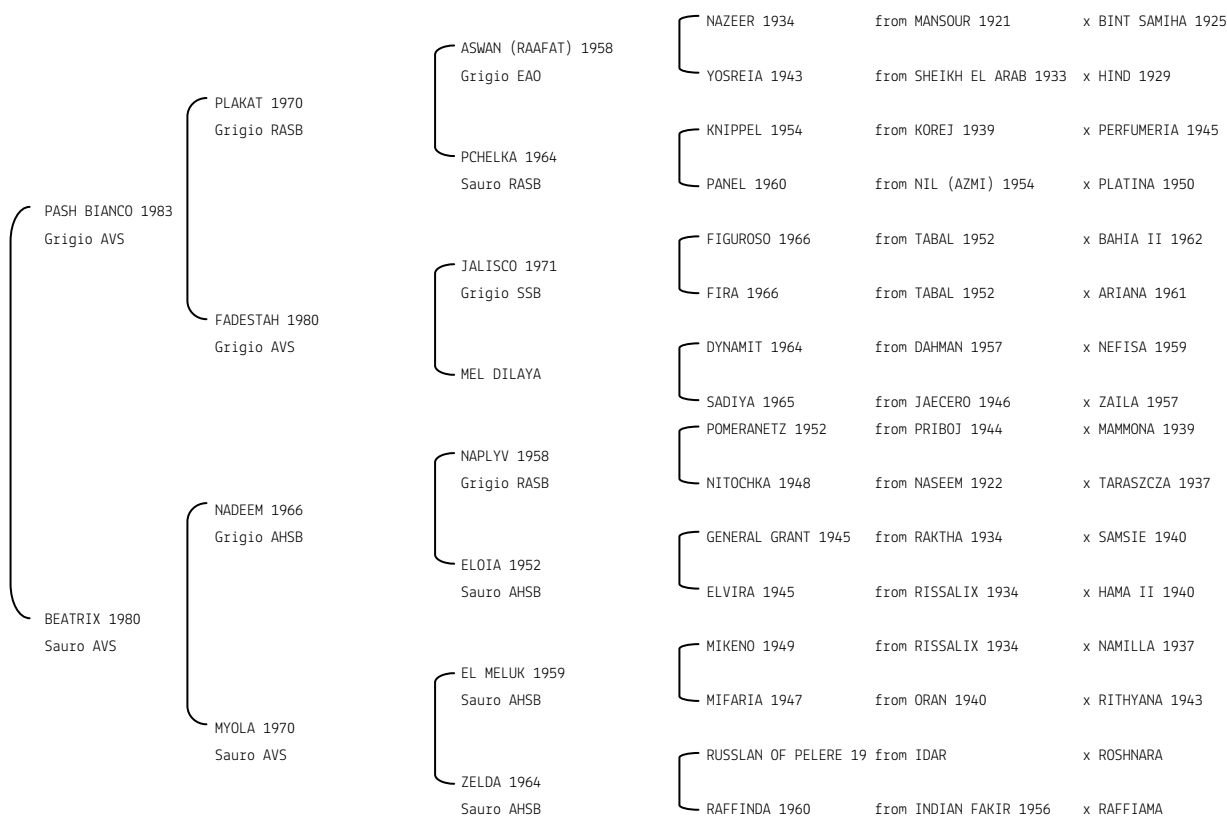 NAZEER 1934 from MANSOUR 1921 x BINT SAMIHA 1925
ASWAN (RAAFAT) 1958
Grigio EAO YOSREIA 1943 from SHEIKH EL ARAB 1933 x HIND 1929
PLAKAT 1970
Grigio RASB KNIPPEL 1954 from KOREJ 1939 x PERFUMERIA 1945
PCHELKA 1964
Sauro RASB PANEL 1960 from NIL (AZMI) 1954 x PLATINA 1950
PASH BIANCO 1983
Grigio AVS FIGUROSO 1966 from TABAL 1952 x BAHIA II 1962
JALISCO 1971
Grigio SSB FIRA 1966 from TABAL 1952 x ARIANA 1961
FADESTAH 1980
Grigio AVS DYNAMIT 1964 from DAHMAN 1957 x NEFISA 1959
MEL DILAYA
SADIYA 1965 from JAECERO 1946 x ZAILA 1957
POMERANETZ 1952 from PRIBOJ 1944 x MAMMONA 1939
NAPLYV 1958
Grigio RASB NITOCHKA 1948 from NASEEM 1922 x TARASZCZA 1937
NADEEM 1966
Grigio AHSB GENERAL GRANT 1945 from RAKTHA 1934 x SAMSIE 1940
ELOIA 1952
Sauro AHSB ELVIRA 1945 from RISSALIX 1934 x HAMA II 1940
BEATRIX 1980
Sauro AVS MIKENO 1949 from RISSALIX 1934 x NAMILLA 1937
EL MELUK 1959
Sauro AHSB MIFARIA 1947 from ORAN 1940 x RITHYANA 1943
MYOLA 1970
Sauro AVS RUSSLAN OF PELERE 19 from IDAR x ROSHNARA
ZELDA 1964
Sauro AHSB RAFFINDA 1960 from INDIAN FAKIR 1956 x RAFFIAMA